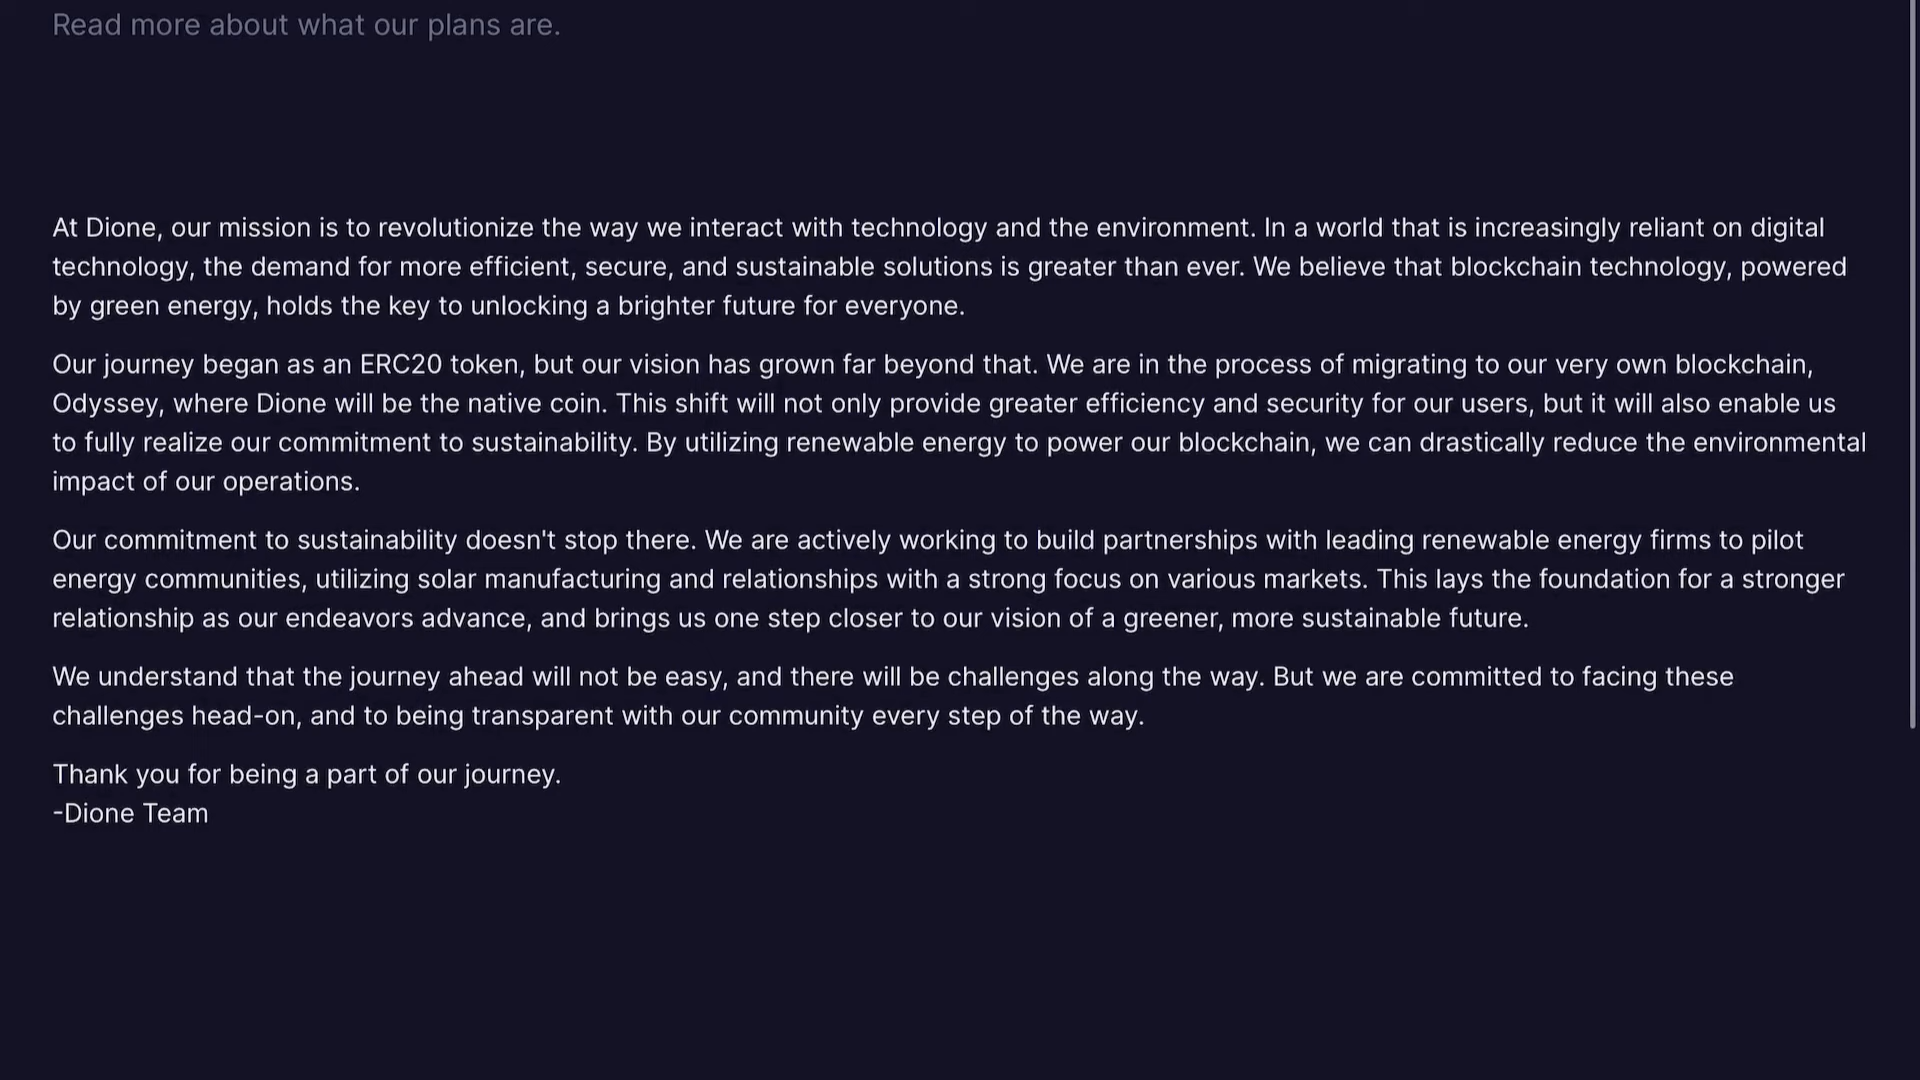 Read more about what our plans are.
At Dione, our mission is to revolutionize the way we interact with technology and the environment. In a world that is increasingly reliant on digital
technology, the demand for more efficient, secure, and sustainable solutions is greater than ever. We believe that blockchain technology, powered
by green energy, holds the key to unlocking a brighter future for everyone.
Our journey began as an ERC20 token, but our vision has grown far beyond that. We are in the process of migrating to our very own blockchain,
Odyssey, where Dione will be the native coin. This shift will not only provide greater efficiency and security for our users, but it will also enable us
to fully realize our commitment to sustainability. By utilizing renewable energy to power our blockchain, we can drastically reduce the environmental
impact of our operations.
Our commitment to sustainability doesn't stop there. We are actively working to build partnerships with leading renewable energy firms to pilot
energy communities, utilizing solar manufacturing and relationships with a strong focus on various markets. This lays the foundation for a stronger
relationship as our endeavors advance, and brings us one step closer to our vision of a greener, more sustainable future.
We understand that the journey ahead will not be easy, and there will be challenges along the way. But we are committed to facing these
challenges head-on, and to being transparent with our community every step of the way.
Thank you for being a part of our journey.
-Dione Team